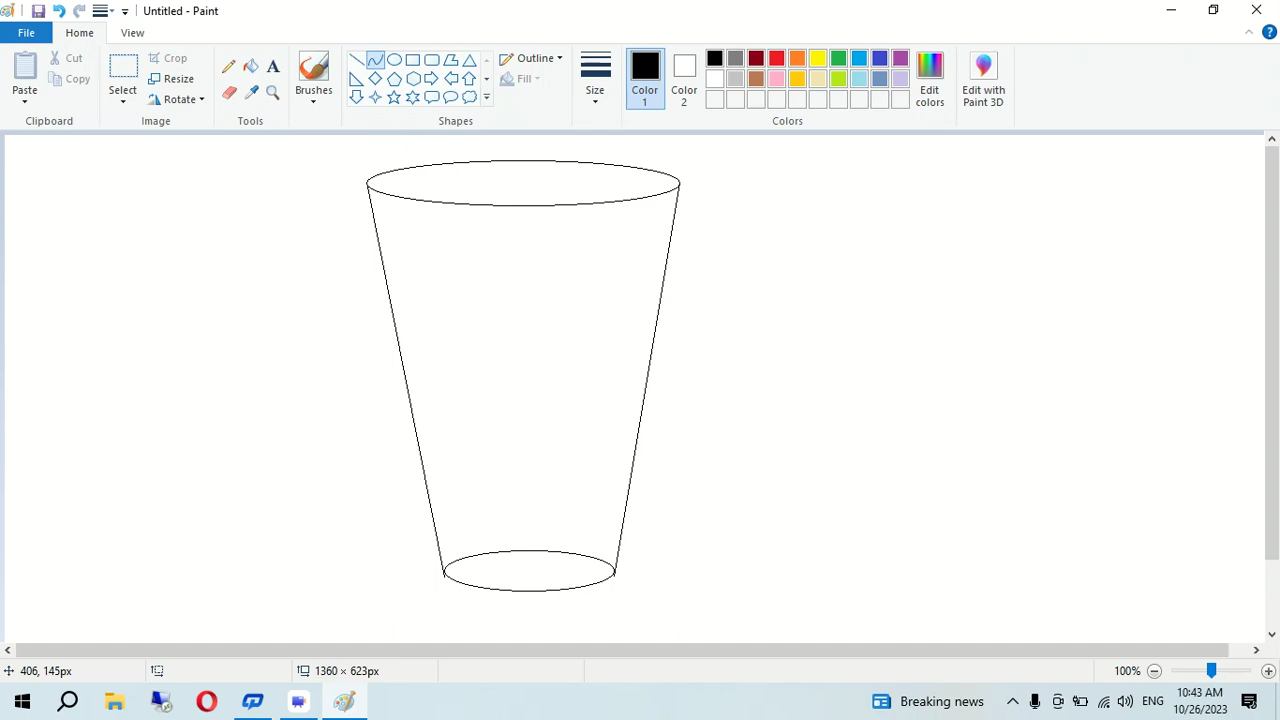 Untitled - Paint
File
Home
View
Paste
Cut
Copy
Clipboard
Select
Crop
Resize
Rotate
Image
Tools
Brushes
Outline
Fill
Shapes
Size
Color
1
Color
2
Edit
colors
Colors
Edit with
Paint 3D
406, 145px
1360 × 623px
100%
Breaking news
ENG
10:43 AM
10/26/2023